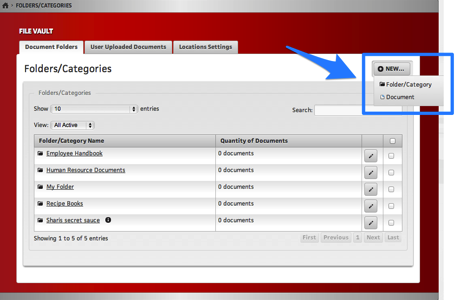 › FOLDERS/CATEGORIES
FILE VAULT
Document Folders User Uploaded Documents Locations Settings
Folders/Categories
NEW...
Folder/Category
Document
Folders/Categories
Show 10 entries
Search:
View: All Active
Folder/Category Name Quantity of Documents
Employee Handbook 0 documents
Human Resource Documents 0 documents
My Folder 0 documents
Recipe Books 0 documents
Sharis secret sauce 0 documents
Showing 1 to 5 of 5 entries
First Previous 1 Next Last